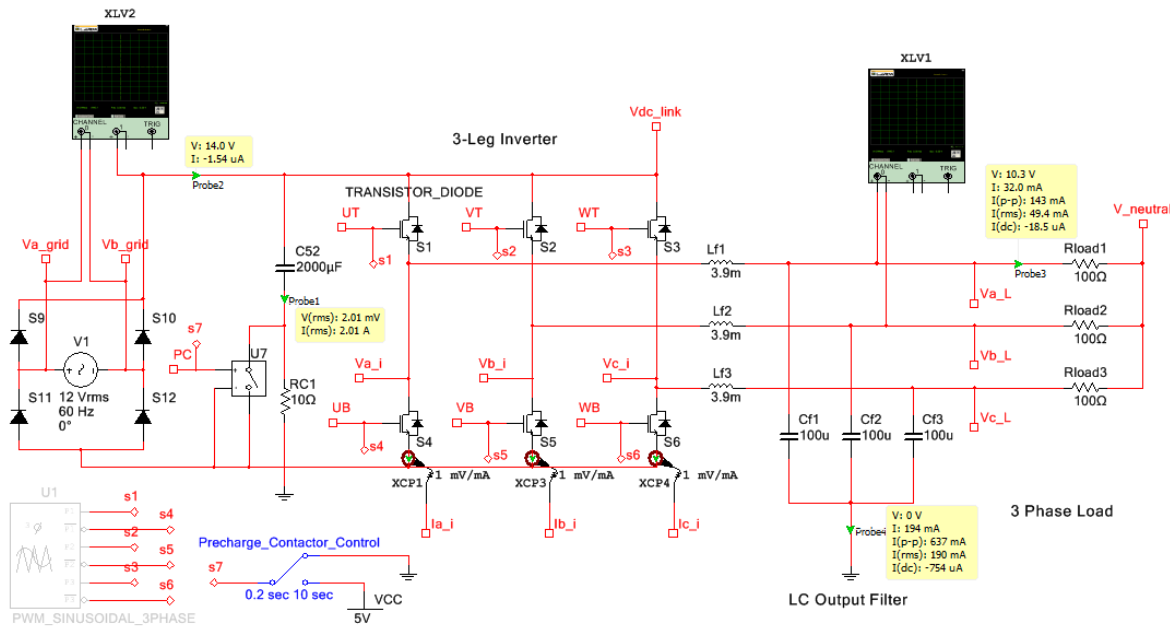 XLV2
CHANNEL
0
1
TRIG
V: 14.0 V
I: -1.54 uA
Probe2
3-Leg Inverter
Vdc_link
XLV1
CHANNEL
0
1
TRIG
V: 10.3 V
I: 32.0 mA
I(p-p): 143 mA
I(rms): 49.4 mA
I(dc): -18.5 uA
Probe3
V_neutral
TRANSISTOR_DIODE
UT
S1
s1
VT
S2
s2
WT
S3
s3
Va_grid
Vb_grid
C52
2000µF
Probe1
V(rms): 2.01 mV
I(rms): 2.01 A
Lf1
3.9m
Rload1
100Ω
Va_L
Lf2
3.9m
Rload2
100Ω
Vb_L
Lf3
3.9m
Rload3
100Ω
Vc_L
S9
S10
V1
12 Vrms
60 Hz
0°
S11
S12
s7
PC
U7
RC1
10Ω
Va_i
Vb_i
Vc_i
UB
S4
s4
VB
S5
s5
WB
S6
s6
Cf1
100u
Cf2
100u
Cf3
100u
XCP1
1 mV/mA
XCP3
1 mV/mA
XCP4
1 mV/mA
Ia_i
Ib_i
Ic_i
V: 0 V
I: 194 mA
I(p-p): 637 mA
I(rms): 190 mA
I(dc): -754 uA
Probe4
3 Phase Load
LC Output Filter
U1
s1
s4
s2
s5
s3
s6
PWM_SINUSOIDAL_3PHASE
Precharge_Contactor_Control
s7
0.2 sec 10 sec
VCC
5V